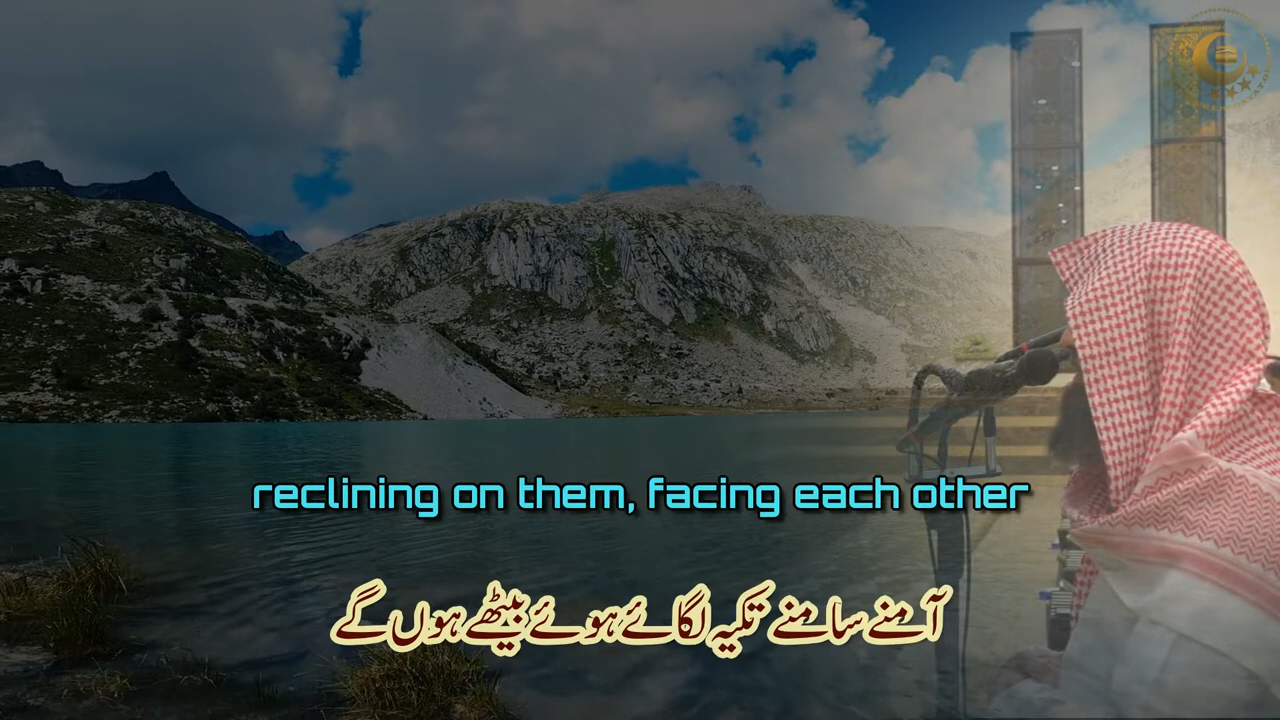 reclining on them, facing each other
آمنے سامنے تکیہ لگائے ہوئے بیٹھے ہوں گے